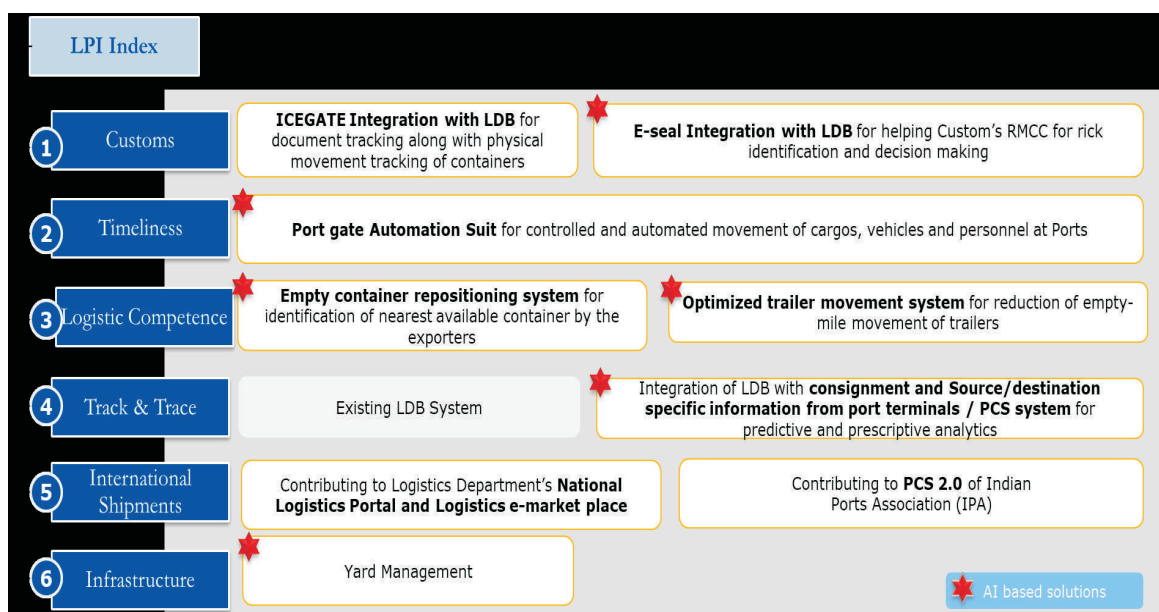 LPI Index
1
Customs
ICEGATE Integration with LDB for
document tracking along with physical
movement tracking of containers
E-seal Integration with LDB for helping Custom's RMCC for rick
identification and decision making
2
Timeliness
Port gate Automation Suit for controlled and automated movement of cargos, vehicles and personnel at Ports
3
Logistic Competence
Empty container repositioning system for
identification of nearest available container by the
exporters
Optimized trailer movement system for reduction of empty-
mile movement of trailers
4
Track & Trace
Existing LDB System
Integration of LDB with consignment and Source/destination
specific information from port terminals / PCS system for
predictive and prescriptive analytics
5
International
Shipments
Contributing to Logistics Department's National
Logistics Portal and Logistics e-market place
Contributing to PCS 2.0 of Indian
Ports Association (IPA)
6
Infrastructure
Yard Management
AI based solutions